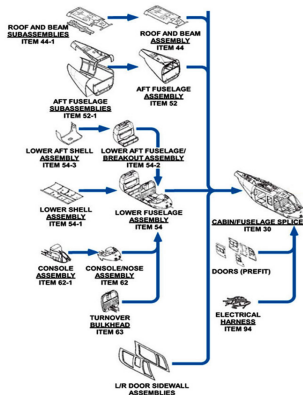 ROOF AND BEAM
SUBASSEMBLIES
ITEM 44-1
ROOF AND BEAM
ASSEMBLY
ITEM 44
AFT FUSELAGE
SUBASSEMBLIES
ITEM 52-1
AFT FUSELAGE
ASSEMBLY
ITEM 52
LOWER AFT SHELL
ASSEMBLY
ITEM 54-3
LOWER AFT FUSELAGE/
BREAKOUT ASSEMBLY
ITEM 54-2
LOWER SHELL
ASSEMBLY
ITEM 54-1
LOWER FUSELAGE
ASSEMBLY
ITEM 54
CABIN/FUSELAGE SPLICE
ITEM 30
CONSOLE
ASSEMBLY
ITEM 62-1
CONSOLE/NOSE
ASSEMBLY
ITEM 62
DOORS (PREFIT)
TURNOVER
BULKHEAD
ITEM 63
ELECTRICAL
HARNESS
ITEM 94
L/R DOOR SIDEWALL
ASSEMBLIES